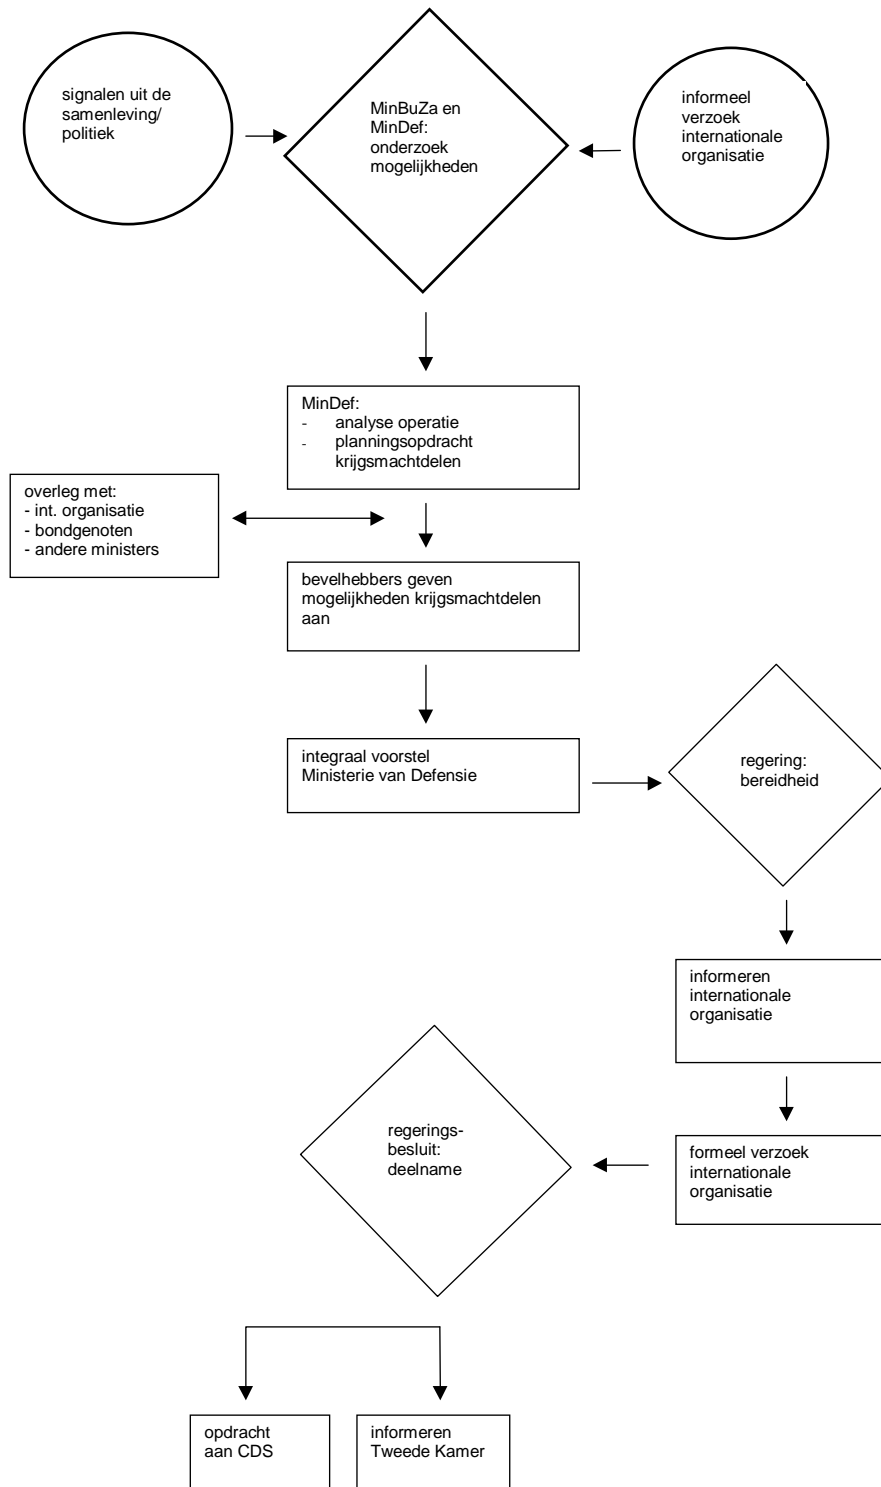 signalen uit de
samenleving/
politiek
MinBuZa en
MinDef:
onderzoek
mogelijkheden
informeel
verzoek
internationale
organisatie
MinDef:
- analyse operatie
- planningsopdracht
krijgsmachtdelen
overleg met:
- int. organisatie
- bondgenoten
- andere ministers
bevelhebbers geven
mogelijkheden krijgsmachtdelen
aan
integraal voorstel
Ministerie van Defensie
regering:
bereidheid
informeren
internationale
organisatie
formeel verzoek
internationale
organisatie
regerings-
besluit:
deelname
opdracht
aan CDS
informeren
Tweede Kamer